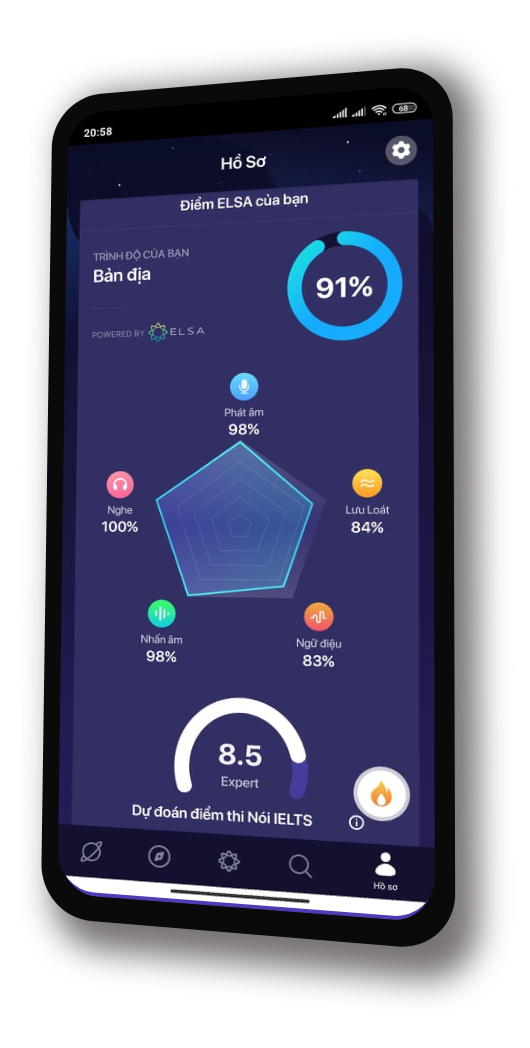 20:58
68
Hồ Sơ
Điểm ELSA của bạn
TRÌNH ĐỘ CỦA BẠN
Bản địa
91%
POWERED BY ELSA
Phát âm
98%
Nghe
100%
Lưu Loát
84%
Nhấn âm
98%
Ngữ điệu
83%
8.5
Expert
Dự đoán điểm thi Nói IELTS
Hồ sơ